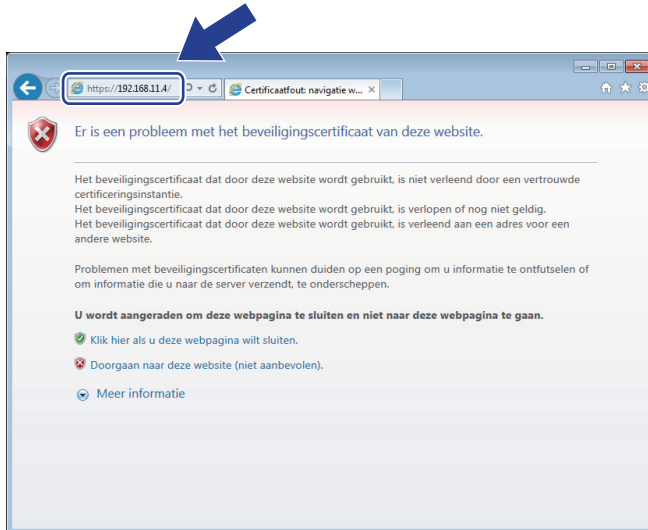 https://192.168.11.4/
Certificaatfout: navigatie w...
Er is een probleem met het beveiligingscertificaat van deze website.
Het beveiligingscertificaat dat door deze website wordt gebruikt, is niet verleend door een vertrouwde
certificeringsinstantie.
Het beveiligingscertificaat dat door deze website wordt gebruikt, is verlopen of nog niet geldig.
Het beveiligingscertificaat dat door deze website wordt gebruikt, is verleend aan een adres voor een
andere website.
Problemen met beveiligingscertificaten kunnen duiden op een poging om u informatie te ontfutselen of
om informatie die u naar de server verzendt, te onderscheppen.
U wordt aangeraden om deze webpagina te sluiten en niet naar deze webpagina te gaan.
Klik hier als u deze webpagina wilt sluiten.
Doorgaan naar deze website (niet aanbevolen).
Meer informatie